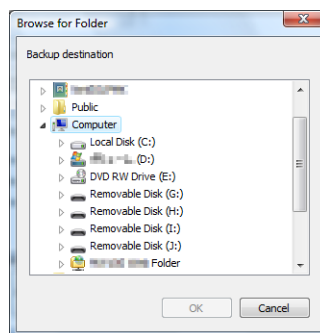 Browse for Folder
Backup destination
Public
Computer
Local Disk (C:)
(D:)
DVD RW Drive (E:)
Removable Disk (G:)
Removable Disk (H:)
Removable Disk (I:)
Removable Disk (J:)
Folder
OK
Cancel